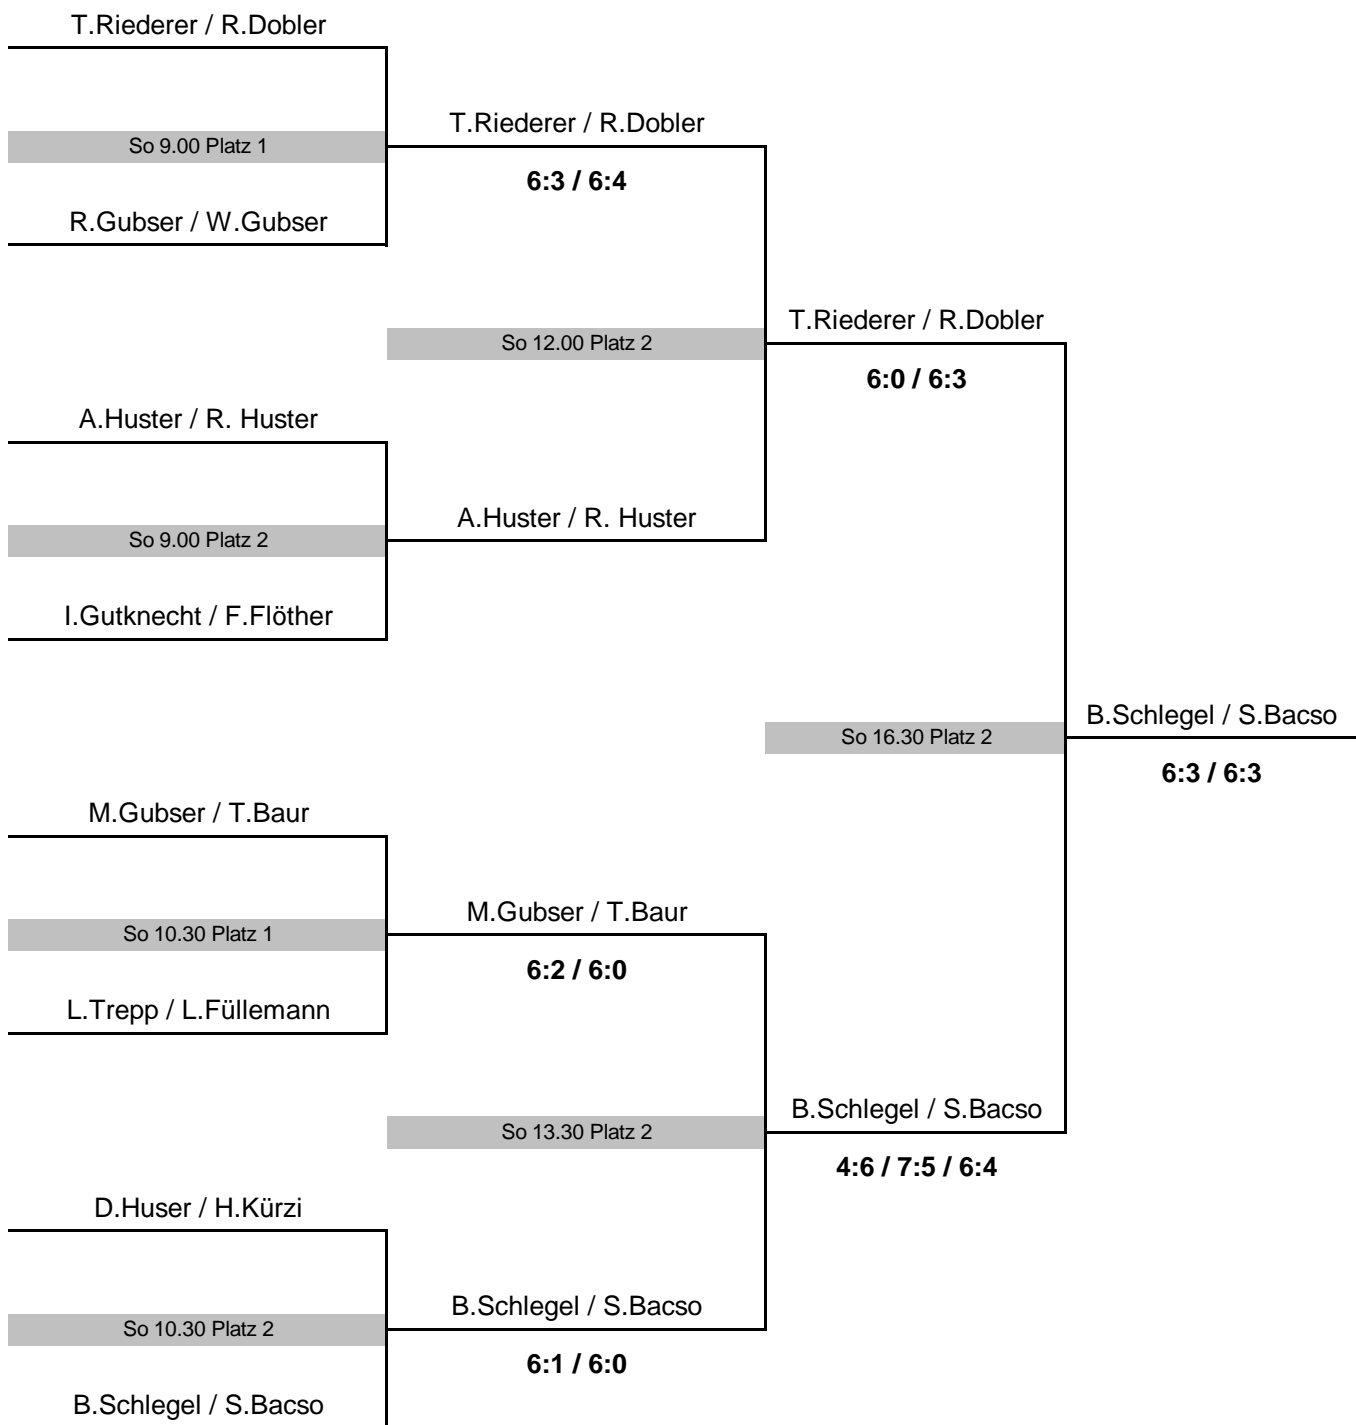 T.Riederer / R.Dobler
T.Riederer / R.Dobler
So 9.00 Platz 1
6:3 / 6:4
R.Gubser / W.Gubser
T.Riederer / R.Dobler
So 12.00 Platz 2
6:0 / 6:3
A.Huster / R. Huster
A.Huster / R. Huster
So 9.00 Platz 2
I.Gutknecht / F.Flöther
B.Schlegel / S.Bacso
So 16.30 Platz 2
6:3 / 6:3
M.Gubser / T.Baur
M.Gubser / T.Baur
So 10.30 Platz 1
6:2 / 6:0
L.Trepp / L.Füllemann
B.Schlegel / S.Bacso
So 13.30 Platz 2
4:6 / 7:5 / 6:4
D.Huser / H.Kürzi
B.Schlegel / S.Bacso
So 10.30 Platz 2
6:1 / 6:0
B.Schlegel / S.Bacso